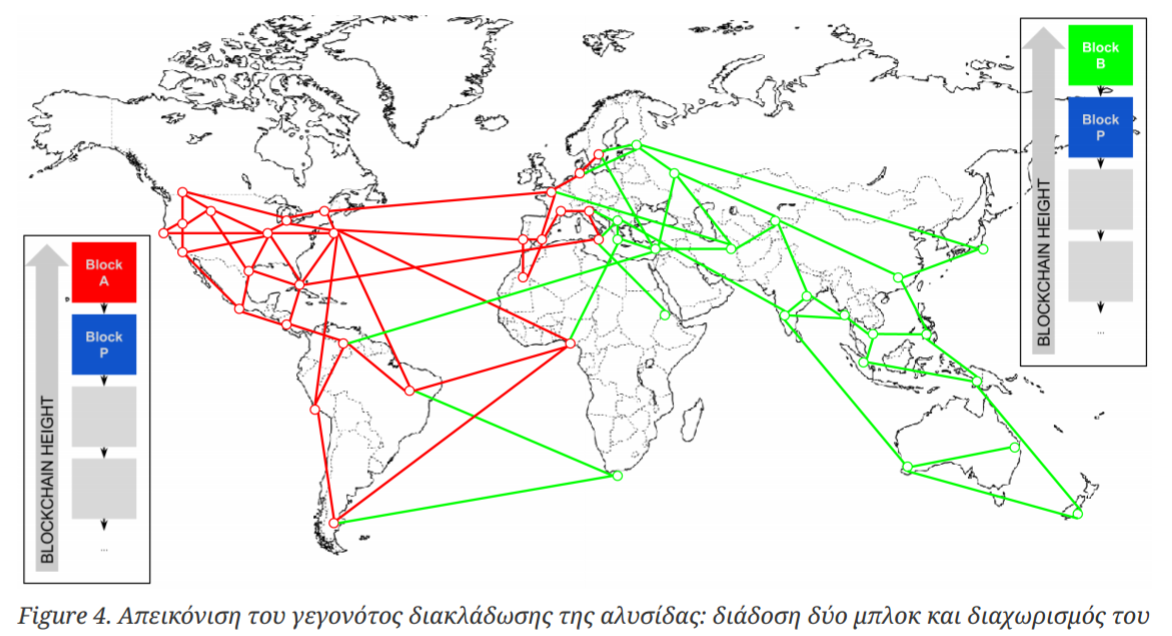 Block
B
Block
P
...
BLOCKCHAIN HEIGHT
Block
A
Block
P
...
BLOCKCHAIN HEIGHT
Figure 4. Απεικόνιση του γεγονότος διακλάδωσης της αλυσίδας: διάδοση δύο μπλοκ και διαχωρισμός του